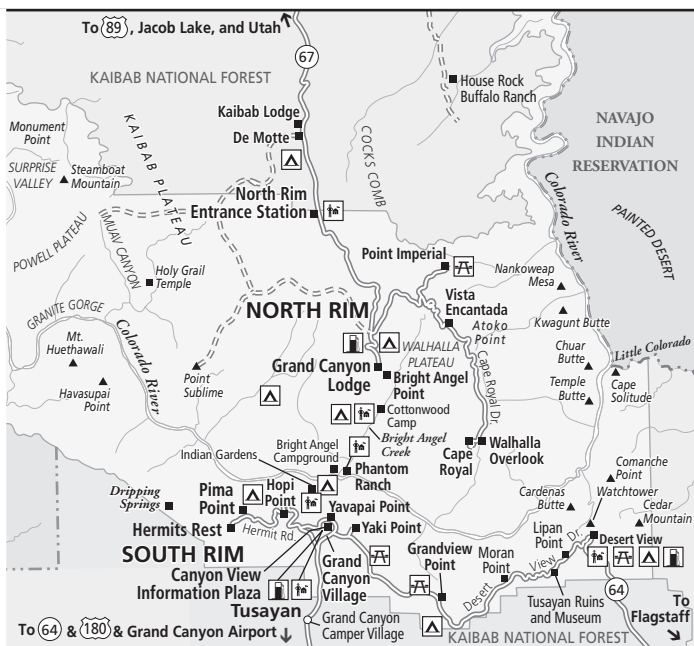 To 89, Jacob Lake, and Utah
67
KAIBAB NATIONAL FOREST
House Rock
Buffalo Ranch
Kaibab Lodge
De Motte
NAVAJO
INDIAN
RESERVATION
Monument
Point
KAIBAB PLATEAU
COCKS COMB
SURPRISE
VALLEY
Steamboat
Mountain
Colorado River
North Rim
Entrance Station
PAINTED DESERT
POWELL PLATEAU
MUAV CANYON
Point Imperial
Holy Grail
Temple
Nankoweap
Mesa
GRANITE GORGE
NORTH RIM
Vista
Encantada
Atoko
Point
Kwagunt Butte
Mt.
Huethawali
Colorado River
WALHALLA
PLATEAU
Chuar
Butte
Little Colorado
Grand Canyon
Lodge
Cape Royal Dr.
Havasupai
Point
Point
Sublime
Bright Angel
Point
Temple
Butte
Cape
Solitude
Cottonwood
Camp
Bright Angel
Creek
Cape
Royal
Walhalla
Overlook
Bright Angel
Campground
Indian Gardens
Phantom
Ranch
Comanche
Point
Watchtower
Dripping
Springs
Pima
Point
Hopi
Point
Yavapai Point
Cardenas
Butte
Cedar
Mountain
Hermits Rest
Hermit Rd.
Yaki Point
Lipan
Point
Desert View
SOUTH RIM
Canyon View
Information Plaza
Grand
Canyon
Village
Grandview
Point
Moran
Point
Desert View Dr.
64
Tusayan
Tusayan Ruins
and Museum
To
Flagstaff
To 64 & 180 & Grand Canyon Airport
Grand Canyon
Camper Village
KAIBAB NATIONAL FOREST